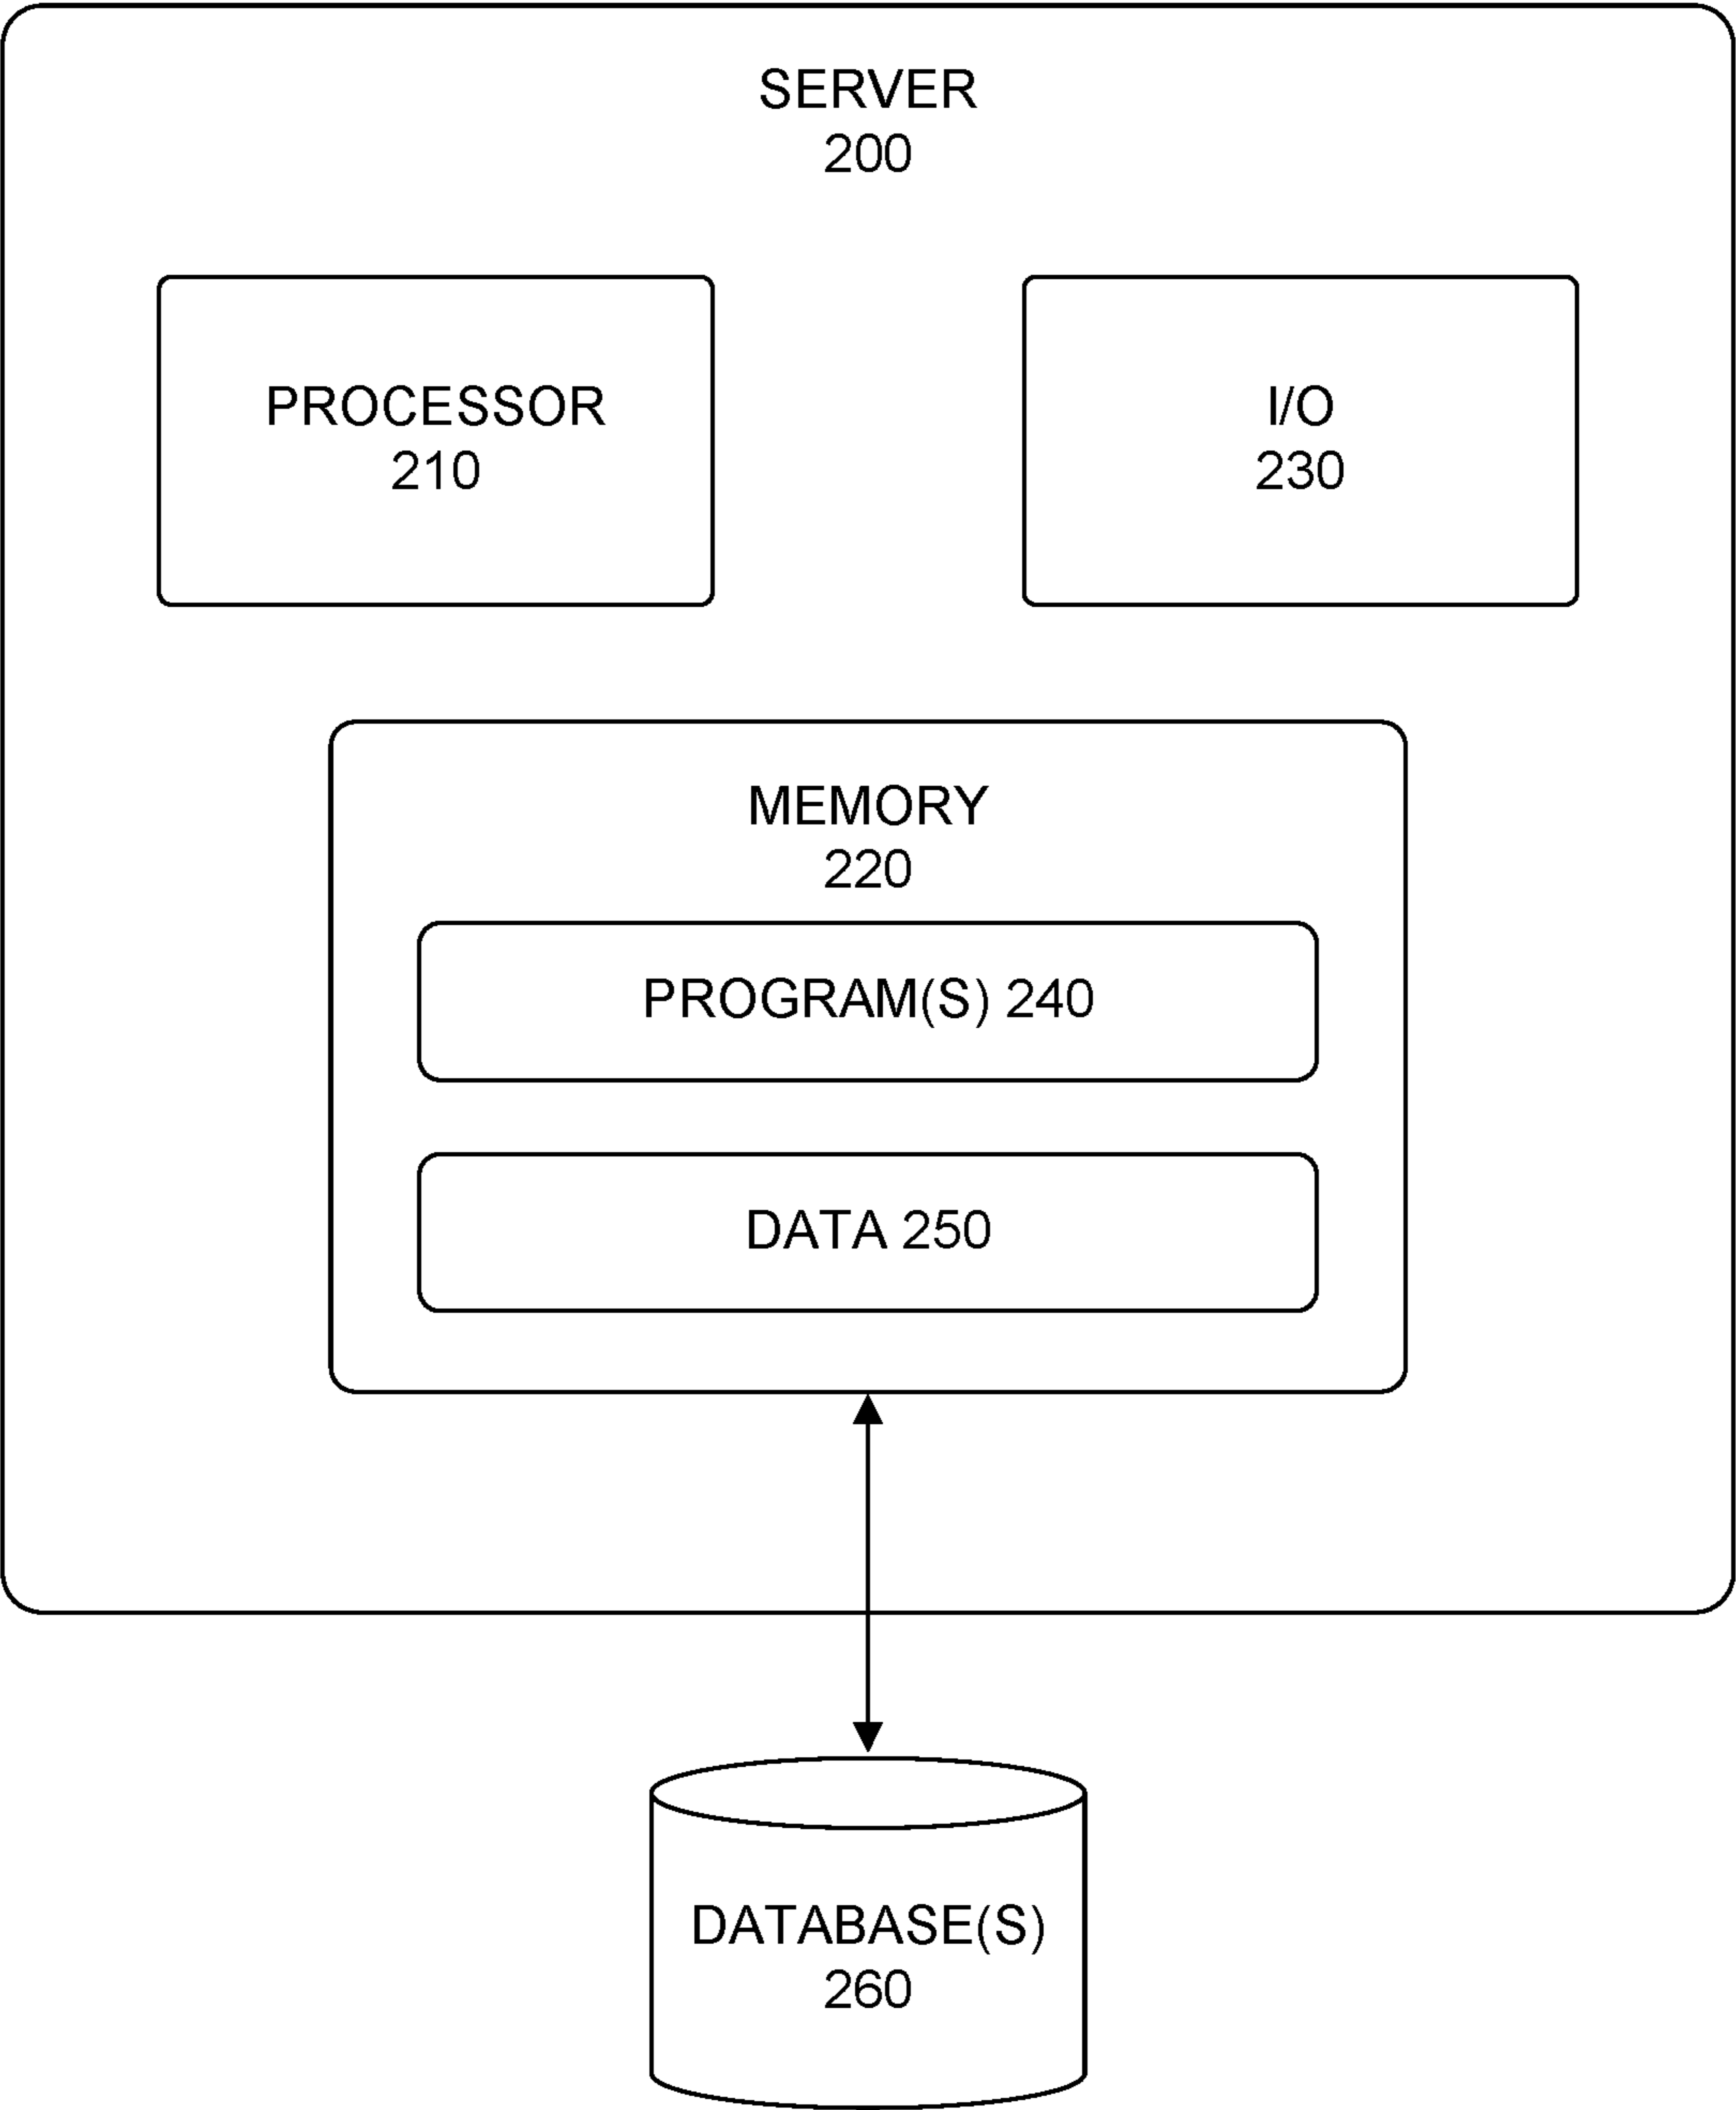 SERVER
200
PROCESSOR
210
I/O
230
MEMORY
220
PROGRAM(S) 240
DATA 250
DATABASE(S)
260